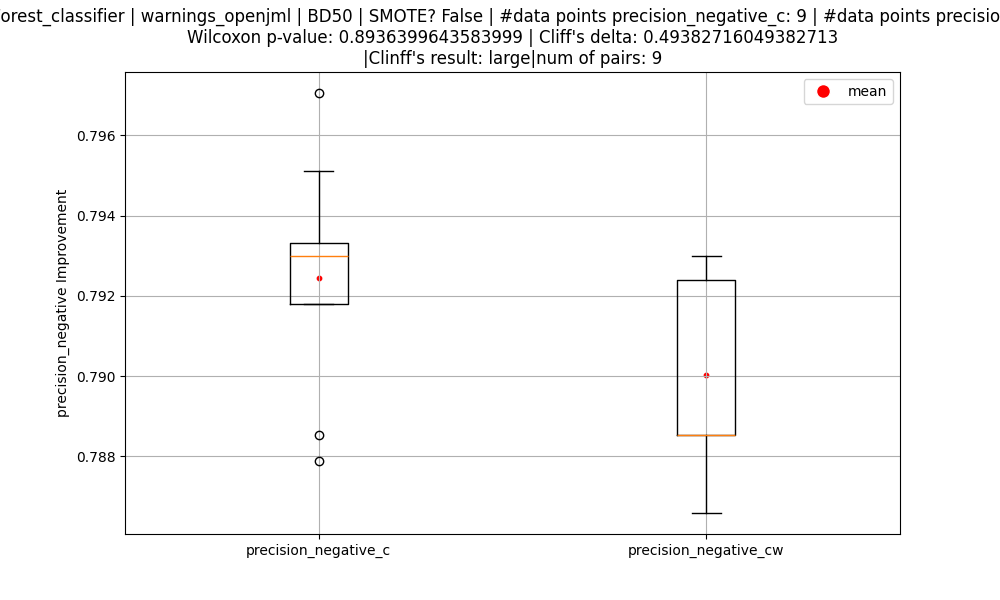 orest_classifier | warnings_openjml | BD50 | SMOTE? False | #data points precision_negative_c: 9 | #data points precisio
Wilcoxon p-value: 0.8936399643583999 | Cliff's delta: 0.49382716049382713
|Clinff's result: large|num of pairs: 9
mean
0.796
0.794
0.792
0.790
0.788
precision_negative Improvement
precision_negative_c
precision_negative_cw